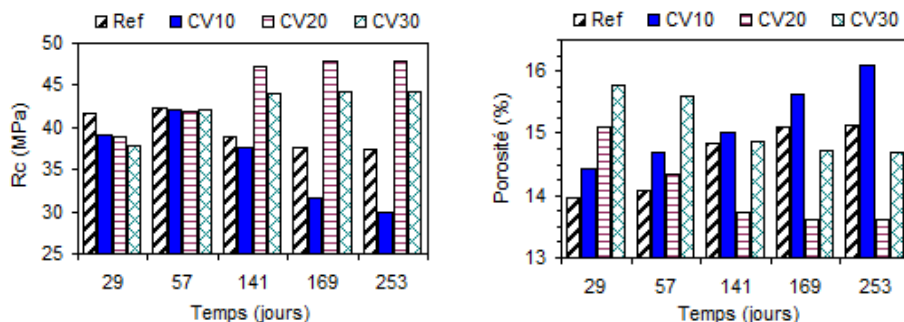 Ref CV10 CV20 CV30
50
45
40
35
30
25
Rc (MPa)
29 57 141 169 253
Temps (jours)
Ref CV10 CV20 CV30
16
15
14
13
Porosité (%)
29 57 141 169 253
Temps (jours)